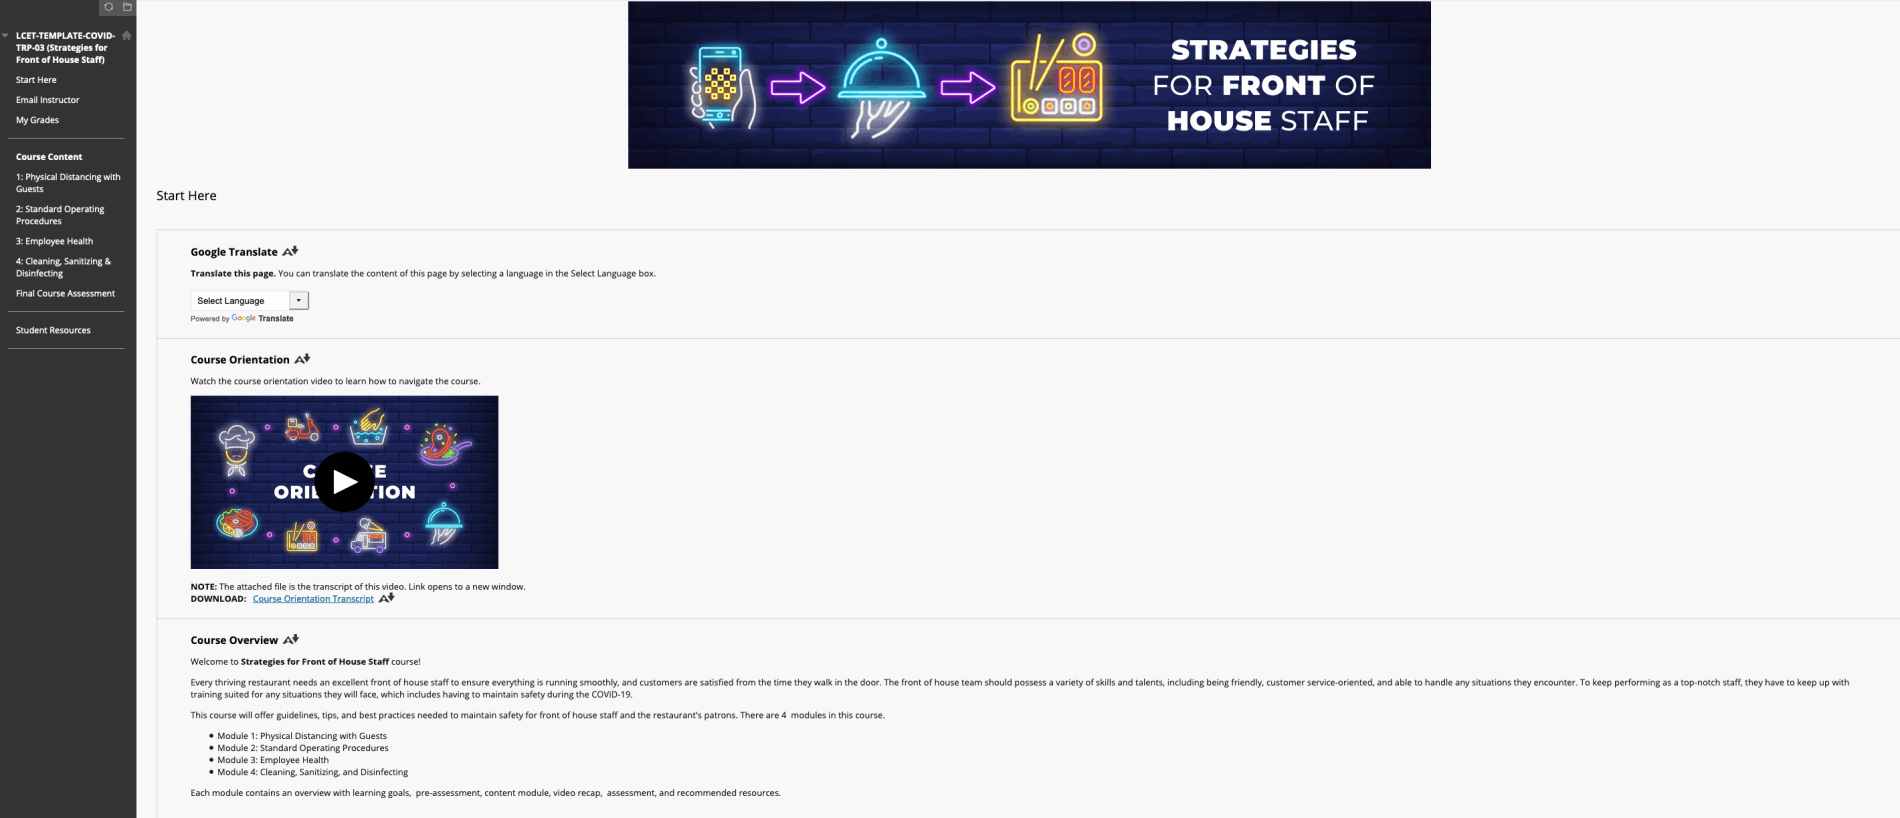 LCET-TEMPLATE-COVID-
TRP-03 (Strategies for
Front of House Staff)
Start Here
Email Instructor
My Grades
Course Content
1: Physical Distancing with
Guests
2: Standard Operating
Procedures
3: Employee Health
4: Cleaning, Sanitizing &
Disinfecting
Final Course Assessment
Student Resources
STRATEGIES
FOR FRONT OF
HOUSE STAFF
Start Here
Google Translate
Translate this page. You can translate the content of this page by selecting a language in the Select Language box.
Select Language
Powered by Google Translate
Course Orientation
Watch the course orientation video to learn how to navigate the course.
NOTE: The attached file is the transcript of this video. Link opens to a new window.
DOWNLOAD: Course Orientation Transcript
Course Overview
Welcome to Strategies for Front of House Staff course!
Every thriving restaurant needs an excellent front of house staff to ensure everything is running smoothly, and customers are satisfied from the time they walk in the door. The front of house team should possess a variety of skills and talents, including being friendly, customer service-oriented, and able to handle any situations they encounter. To keep performing as a top-notch staff, they have to keep up with
training suited for any situations they will face, which includes having to maintain safety during the COVID-19.
This course will offer guidelines, tips, and best practices needed to maintain safety for front of house staff and the restaurant's patrons. There are 4 modules in this course.
• Module 1: Physical Distancing with Guests
• Module 2: Standard Operating Procedures
• Module 3: Employee Health
• Module 4: Cleaning, Sanitizing, and Disinfecting
Each module contains an overview with learning goals, pre-assessment, content module, video recap, assessment, and recommended resources.